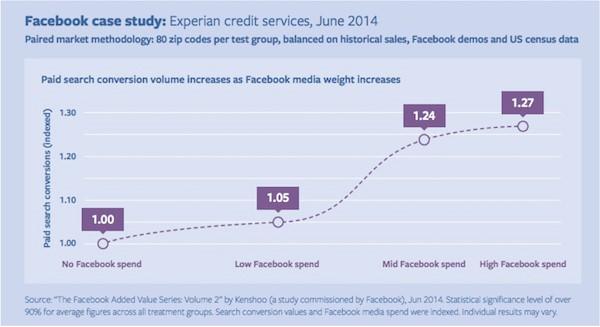 Facebook case study: Experian credit services, June 2014
Paired market methodology: 80 zip codes per test group, balanced on historical sales, Facebook demos and US census data
Paid search conversion volume increases as Facebook media weight increases
Paid search conversions (indexed)
1.30
1.20
1.10
1.00
1.00
1.05
1.24
1.27
No Facebook spend
Low Facebook spend
Mid Facebook spend
High Facebook spend
Source: "The Facebook Added Value Series: Volume 2" by Kenshoo (a study commissioned by Facebook), Jun 2014. Statistical significance level of over
90% for average figures across all treatment groups. Search conversion values and Facebook media spend were indexed. Individual results may vary.